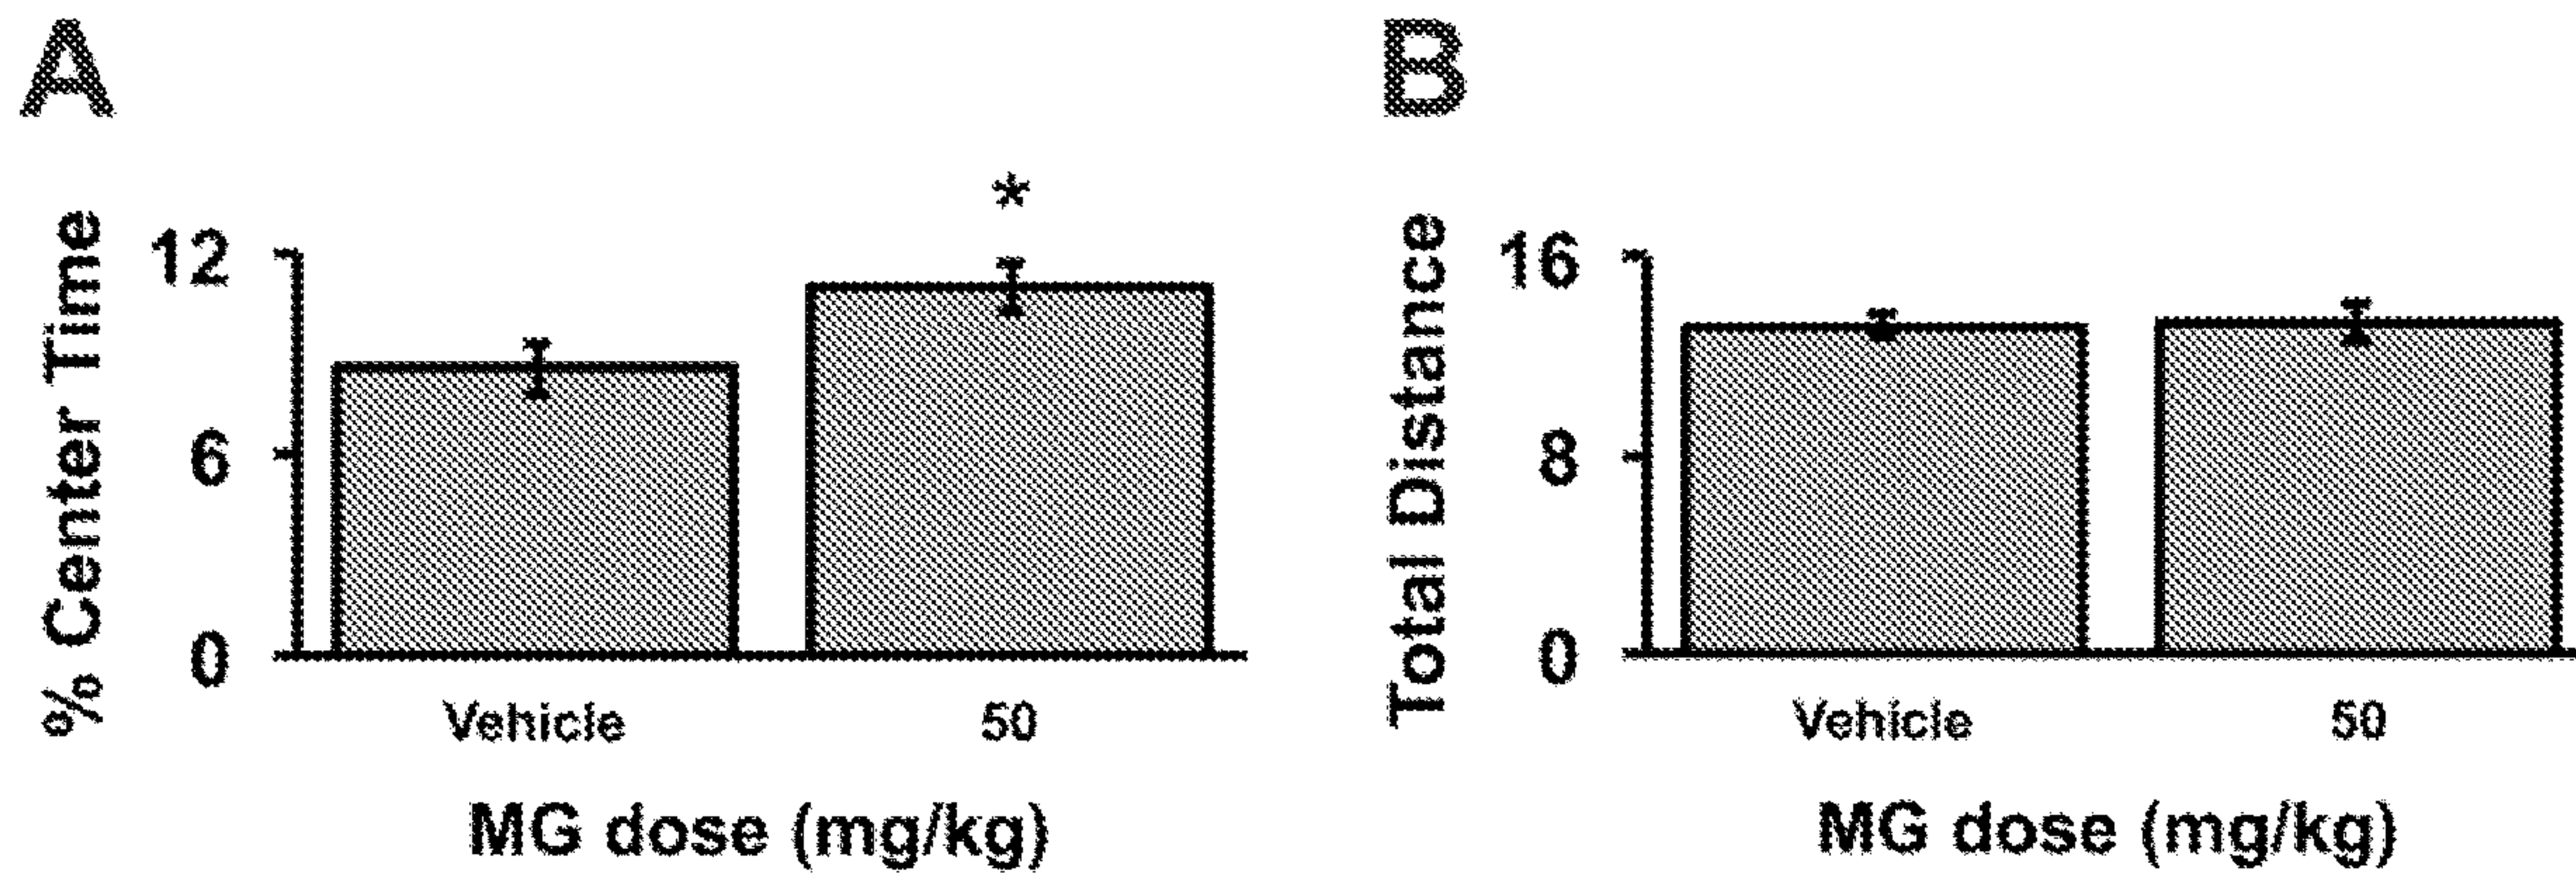 A
% Center Time
12
6
0
*
Vehicle
50
MG dose (mg/kg)
B
Total Distance
16
8
0
Vehicle
50
MG dose (mg/kg)